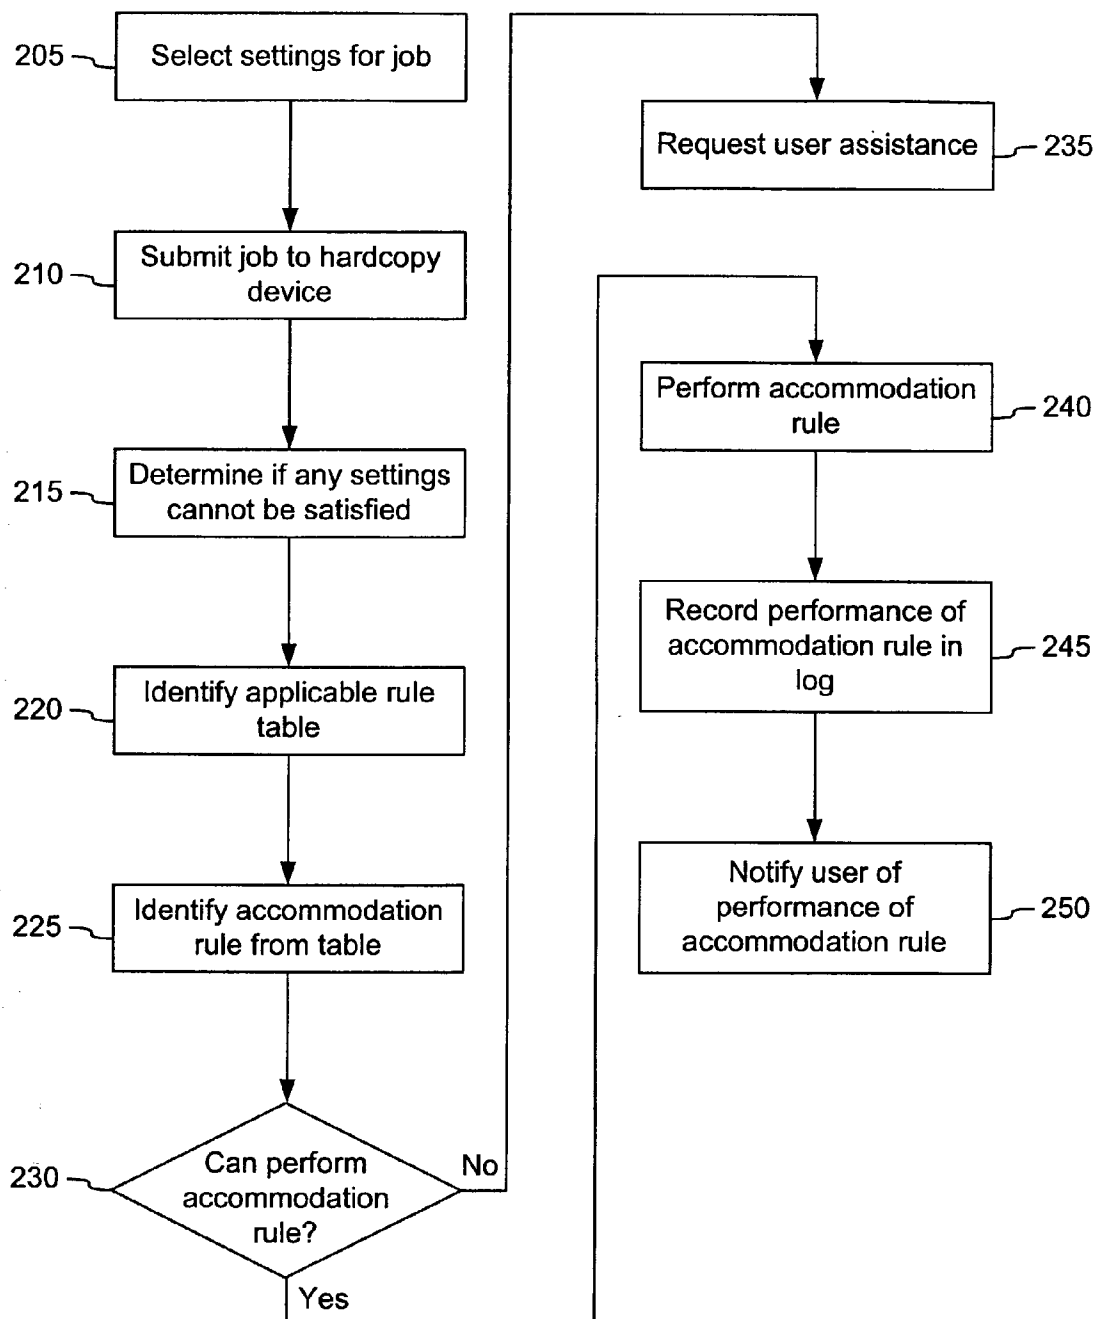 205
Select settings for job
210
Submit job to hardcopy
device
215
Determine if any settings
cannot be satisfied
220
Identify applicable rule
table
225
Identify accommodation
rule from table
230
Can perform
accommodation
rule?
No
Yes
Request user assistance
235
Perform accommodation
rule
240
Record performance of
accommodation rule in
log
245
Notify user of
performance of
accommodation rule
250